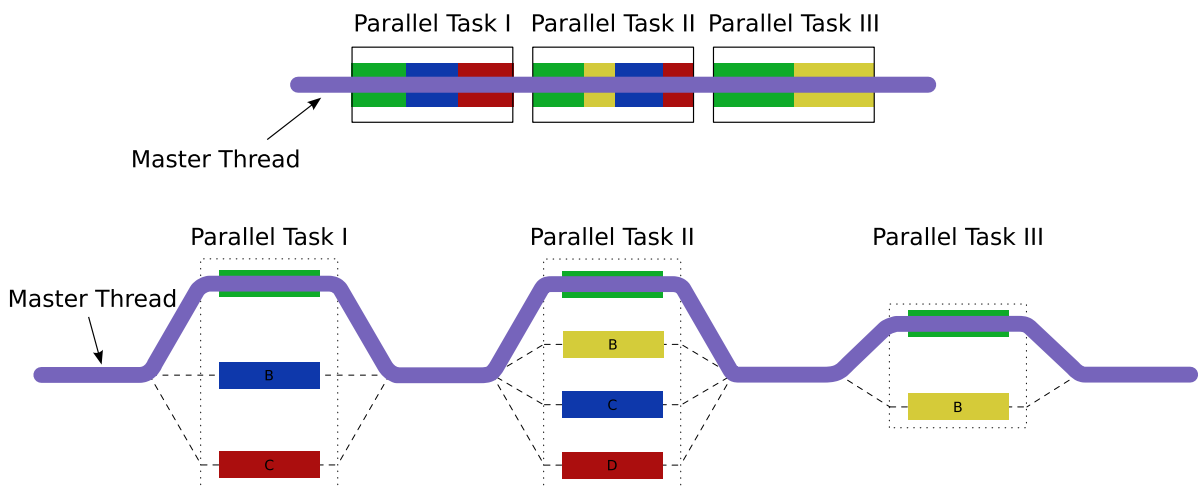 Parallel Task I
Parallel Task II
Parallel Task III
Master Thread
Parallel Task I
Parallel Task II
Parallel Task III
Master Thread
B
B
C
B
C
D